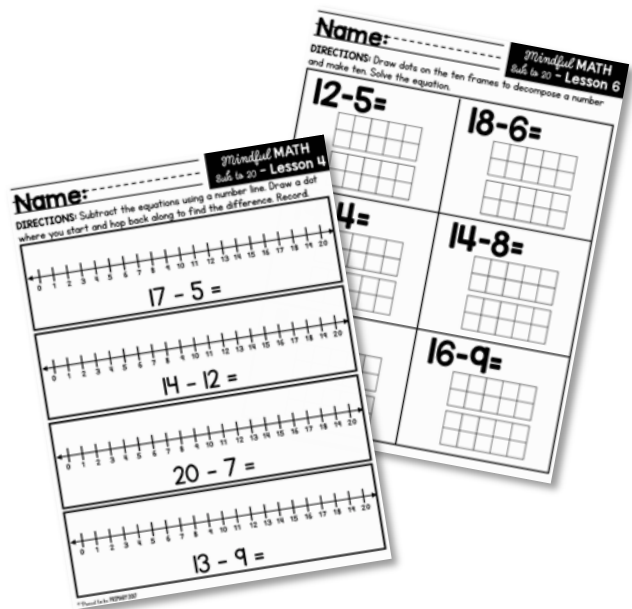 Name:
Mindful MATH
Sub to 20 - Lesson 4
DIRECTIONS: Subtract the equations using a number line. Draw a dot
where you start and hop back along to find the difference. Record.
0 1 2 3 4 5 6 7 8 9 10 11 12 13 14 15 16 17 18 19 20
17 - 5 =
0 1 2 3 4 5 6 7 8 9 10 11 12 13 14 15 16 17 18 19 20
14 - 12 =
0 1 2 3 4 5 6 7 8 9 10 11 12 13 14 15 16 17 18 19 20
20 - 7 =
0 1 2 3 4 5 6 7 8 9 10 11 12 13 14 15 16 17 18 19 20
13 - 9 =
Name:
Mindful MATH
Sub to 20 - Lesson 6
DIRECTIONS: Draw dots on the ten frames to decompose a number
and make ten. Solve the equation.
12-5=
18-6=
4=
14-8=
16-9=